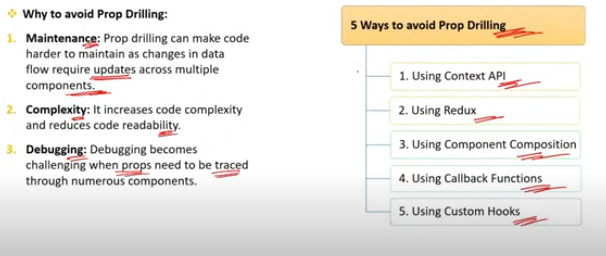 ❖ Why to avoid Prop Drilling:
1. Maintenance: Prop drilling can make code
harder to maintain as changes in data
flow require updates across multiple
components.
2. Complexity: It increases code complexity
and reduces code readability.
3. Debugging: Debugging becomes
challenging when props need to be traced
through numerous components.
5 Ways to avoid Prop Drilling
1. Using Context API
2. Using Redux
3. Using Component Composition
4. Using Callback Functions
5. Using Custom Hooks